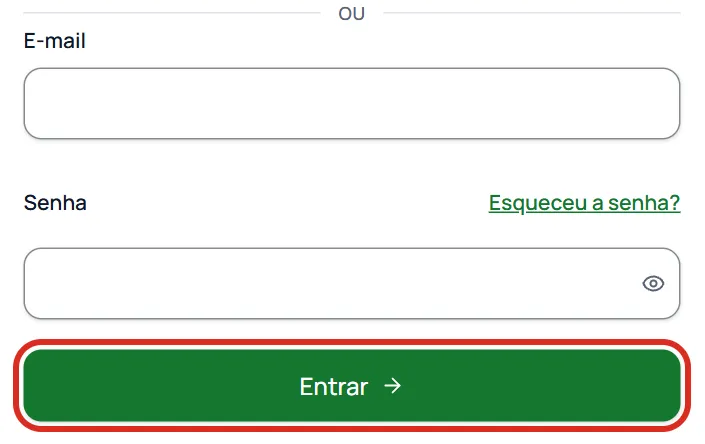 OU
E-mail
Senha
Esqueceu a senha?
Entrar →